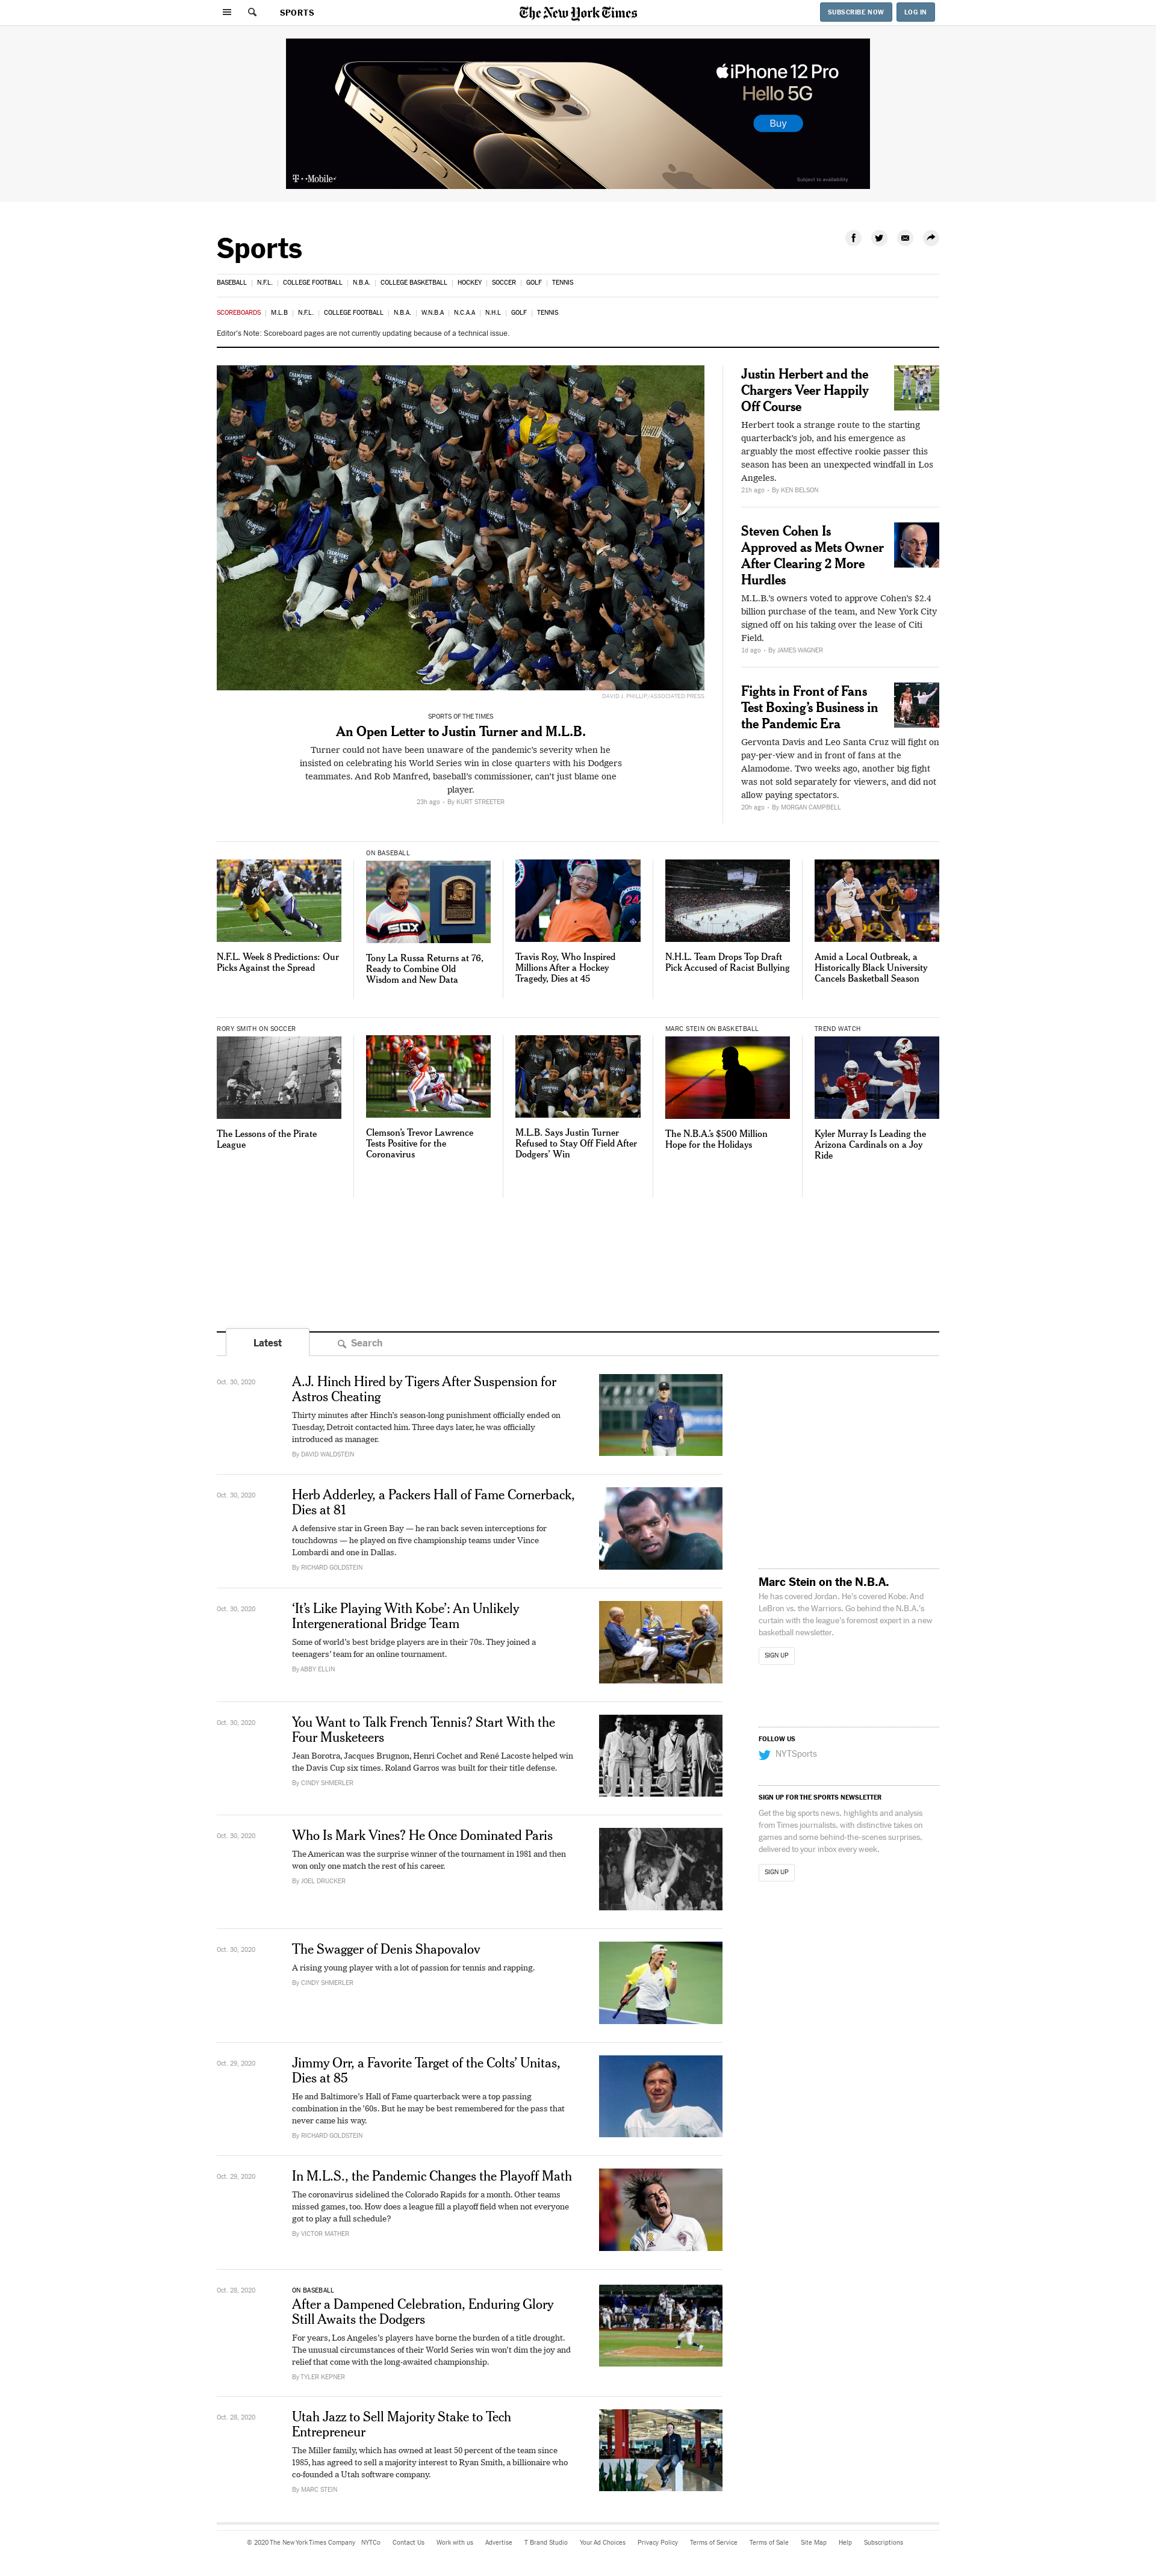 SPORTS
The New York Times
SUBSCRIBE NOW
LOG IN
iPhone 12 Pro
Hello 5G
Buy
T Mobile
Subject to availability
Sports
BASEBALL | N.F.L. | COLLEGE FOOTBALL | N.B.A. | COLLEGE BASKETBALL | HOCKEY | SOCCER | GOLF | TENNIS
SCOREBOARDS | M.L.B | N.F.L. | COLLEGE FOOTBALL | N.B.A. | W.N.B.A | N.C.A.A | N.H.L | GOLF | TENNIS
Editor's Note: Scoreboard pages are not currently updating because of a technical issue.
DAVID J. PHILLIP/ASSOCIATED PRESS
SPORTS OF THE TIMES
An Open Letter to Justin Turner and M.L.B.
Turner could not have been unaware of the pandemic's severity when he
insisted on celebrating his World Series win in close quarters with his Dodgers
teammates. And Rob Manfred, baseball's commissioner, can't just blame one
player.
23h ago • By KURT STREETER
Justin Herbert and the
Chargers Veer Happily
Off Course
Herbert took a strange route to the starting
quarterback's job, and his emergence as
arguably the most effective rookie passer this
season has been an unexpected windfall in Los
Angeles.
21h ago • By KEN BELSON
Steven Cohen Is
Approved as Mets Owner
After Clearing 2 More
Hurdles
M.L.B.'s owners voted to approve Cohen's $2.4
billion purchase of the team, and New York City
signed off on his taking over the lease of Citi
Field.
1d ago • By JAMES WAGNER
Fights in Front of Fans
Test Boxing's Business in
the Pandemic Era
Gervonta Davis and Leo Santa Cruz will fight on
pay-per-view and in front of fans at the
Alamodome. Two weeks ago, another big fight
was not sold separately for viewers, and did not
allow paying spectators.
20h ago • By MORGAN CAMPBELL
N.F.L. Week 8 Predictions: Our
Picks Against the Spread
ON BASEBALL
Tony La Russa Returns at 76,
Ready to Combine Old
Wisdom and New Data
Travis Roy, Who Inspired
Millions After a Hockey
Tragedy, Dies at 45
N.H.L. Team Drops Top Draft
Pick Accused of Racist Bullying
Amid a Local Outbreak, a
Historically Black University
Cancels Basketball Season
RORY SMITH ON SOCCER
The Lessons of the Pirate
League
Clemson's Trevor Lawrence
Tests Positive for the
Coronavirus
M.L.B. Says Justin Turner
Refused to Stay Off Field After
Dodgers' Win
MARC STEIN ON BASKETBALL
The N.B.A.'s $500 Million
Hope for the Holidays
TREND WATCH
Kyler Murray Is Leading the
Arizona Cardinals on a Joy
Ride
Latest
Search
Oct. 30, 2020
A.J. Hinch Hired by Tigers After Suspension for
Astros Cheating
Thirty minutes after Hinch's season-long punishment officially ended on
Tuesday, Detroit contacted him. Three days later, he was officially
introduced as manager.
By DAVID WALDSTEIN
Oct. 30, 2020
Herb Adderley, a Packers Hall of Fame Cornerback,
Dies at 81
A defensive star in Green Bay — he ran back seven interceptions for
touchdowns — he played on five championship teams under Vince
Lombardi and one in Dallas.
By RICHARD GOLDSTEIN
Oct. 30, 2020
'It's Like Playing With Kobe': An Unlikely
Intergenerational Bridge Team
Some of world's best bridge players are in their 70s. They joined a
teenagers' team for an online tournament.
By ABBY ELLIN
Oct. 30, 2020
You Want to Talk French Tennis? Start With the
Four Musketeers
Jean Borotra, Jacques Brugnon, Henri Cochet and René Lacoste helped win
the Davis Cup six times. Roland Garros was built for their title defense.
By CINDY SHMERLER
Oct. 30, 2020
Who Is Mark Vines? He Once Dominated Paris
The American was the surprise winner of the tournament in 1981 and then
won only one match the rest of his career.
By JOEL DRUCKER
Oct. 30, 2020
The Swagger of Denis Shapovalov
A rising young player with a lot of passion for tennis and rapping.
By CINDY SHMERLER
Oct. 29, 2020
Jimmy Orr, a Favorite Target of the Colts' Unitas,
Dies at 85
He and Baltimore's Hall of Fame quarterback were a top passing
combination in the '60s. But he may be best remembered for the pass that
never came his way.
By RICHARD GOLDSTEIN
Oct. 29, 2020
In M.L.S., the Pandemic Changes the Playoff Math
The coronavirus sidelined the Colorado Rapids for a month. Other teams
missed games, too. How does a league fill a playoff field when not everyone
got to play a full schedule?
By VICTOR MATHER
Oct. 28, 2020
ON BASEBALL
After a Dampened Celebration, Enduring Glory
Still Awaits the Dodgers
For years, Los Angeles's players have borne the burden of a title drought.
The unusual circumstances of their World Series win won't dim the joy and
relief that come with the long-awaited championship.
By TYLER KEPNER
Oct. 28, 2020
Utah Jazz to Sell Majority Stake to Tech
Entrepreneur
The Miller family, which has owned at least 50 percent of the team since
1985, has agreed to sell a majority interest to Ryan Smith, a billionaire who
co-founded a Utah software company.
By MARC STEIN
Marc Stein on the N.B.A.
He has covered Jordan. He's covered Kobe. And
LeBron vs. the Warriors. Go behind the N.B.A.'s
curtain with the league's foremost expert in a new
basketball newsletter.
SIGN UP
FOLLOW US
NYTSports
SIGN UP FOR THE SPORTS NEWSLETTER
Get the big sports news, highlights and analysis
from Times journalists, with distinctive takes on
games and some behind-the-scenes surprises,
delivered to your inbox every week.
SIGN UP
© 2020 The New York Times Company NYTCo Contact Us Work with us Advertise T Brand Studio Your Ad Choices Privacy Policy Terms of Service Terms of Sale Site Map Help Subscriptions